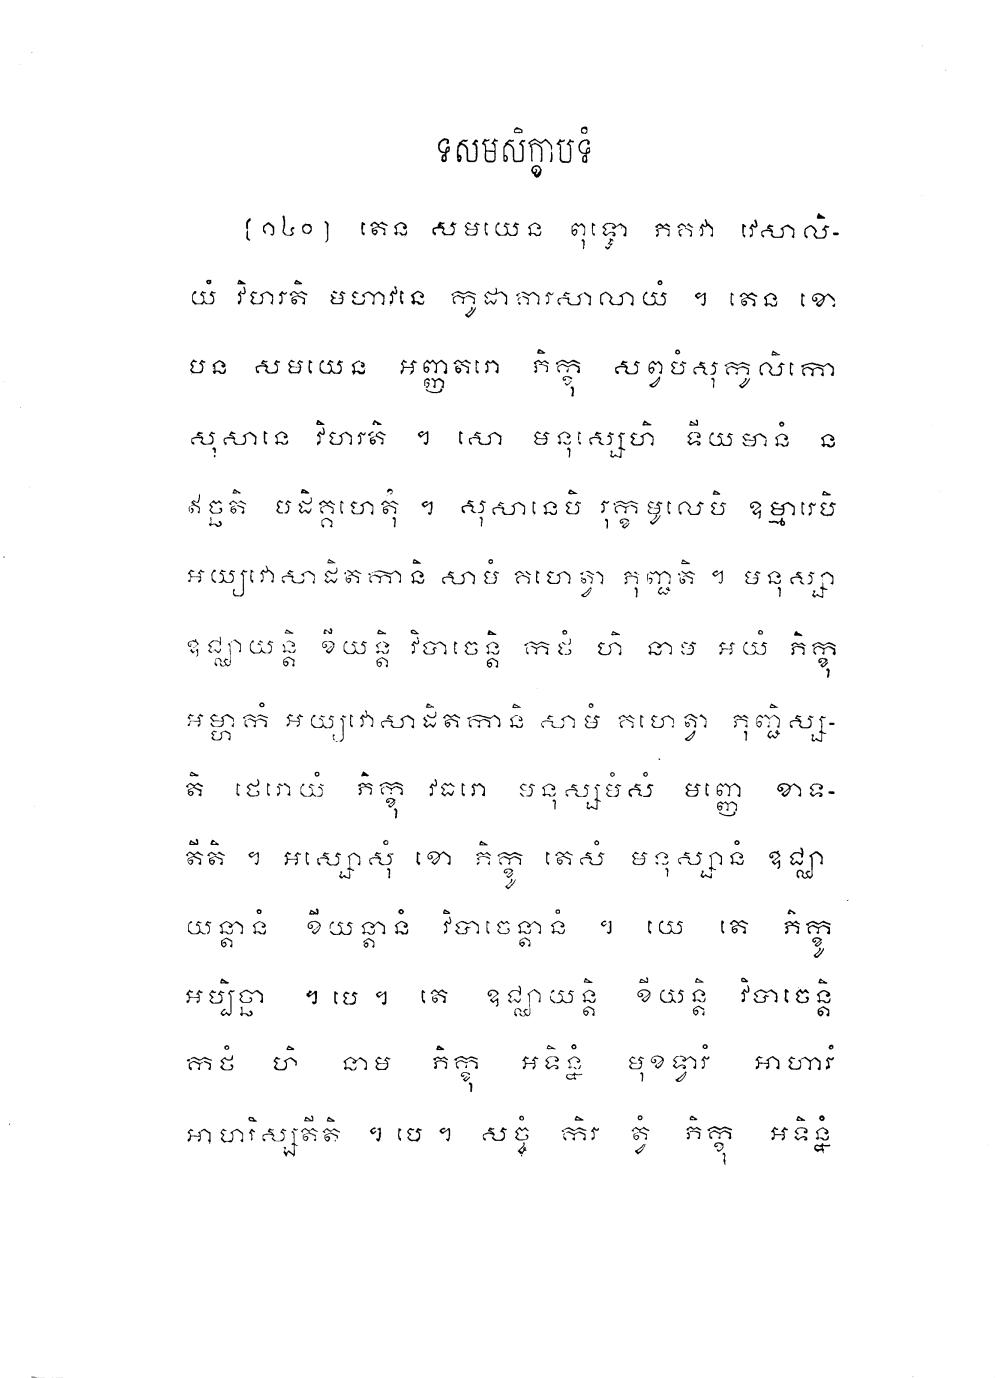 ទសមសិក្ខាបទំ
[១៤០] តេន សមយេន ពុទ្ធោ ភគវា វេសាលិ-
យំ វិហរតិ មហាវនេ កូដាគារសាលាយំ ។ តេន ខោ
បន សមយេន អញ្ញតរោ ភិក្ខុ សព្វបំសុកូលិកោ
សុសានេ វិហរតិ ។ សោ មនុស្សេហិ ទីយមានំ ន
ឥច្ឆតិ បដិគ្គហេតុំ ។ សុសានេបិ រុក្ខមូលេបិ ឧម្មារេបិ
អយ្យវោសាដិតកានិ សាមំ គហេត្វា ភុញ្ជតិ ។ មនុស្សា
ឧជ្ឈាយន្តិ ខីយន្តិ វិបាចេន្តិ កថំ ហិ នាម អយំ ភិក្ខុ
អម្ហាកំ អយ្យវោសាដិតកានិ សាមំ គហេត្វា ភុញ្ជិស្ស-
តិ ថេរោយំ ភិក្ខុ វឋរោ មនុស្សមំសំ មញ្ញេ ខាទ-
តីតិ ។ អស្សោសុំ ខោ ភិក្ខូ តេសំ មនុស្សានំ ឧជ្ឈា
យន្តានំ ខីយន្តានំ វិបាចេន្តានំ ។ យេ តេ ភិក្ខូ
អប្បិច្ឆា ។ បេ ។ តេ ឧជ្ឈាយន្តិ ខីយន្តិ វិបាចេន្តិ
កថំ ហិ នាម ភិក្ខុ អទិន្នំ មុខទ្វារំ អាហារំ
អាហរិស្សតីតិ ។ បេ ។ សច្ចំ កិរ ត្វំ ភិក្ខុ អទិន្នំ